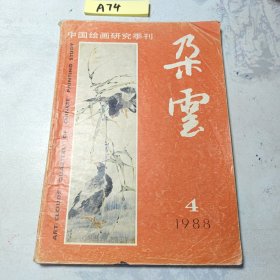 A74
中国绘画研究季刊
朵雲
ART CLOUDS QUARTERLY OF CHINESE PAINTING STUDY
4
1988